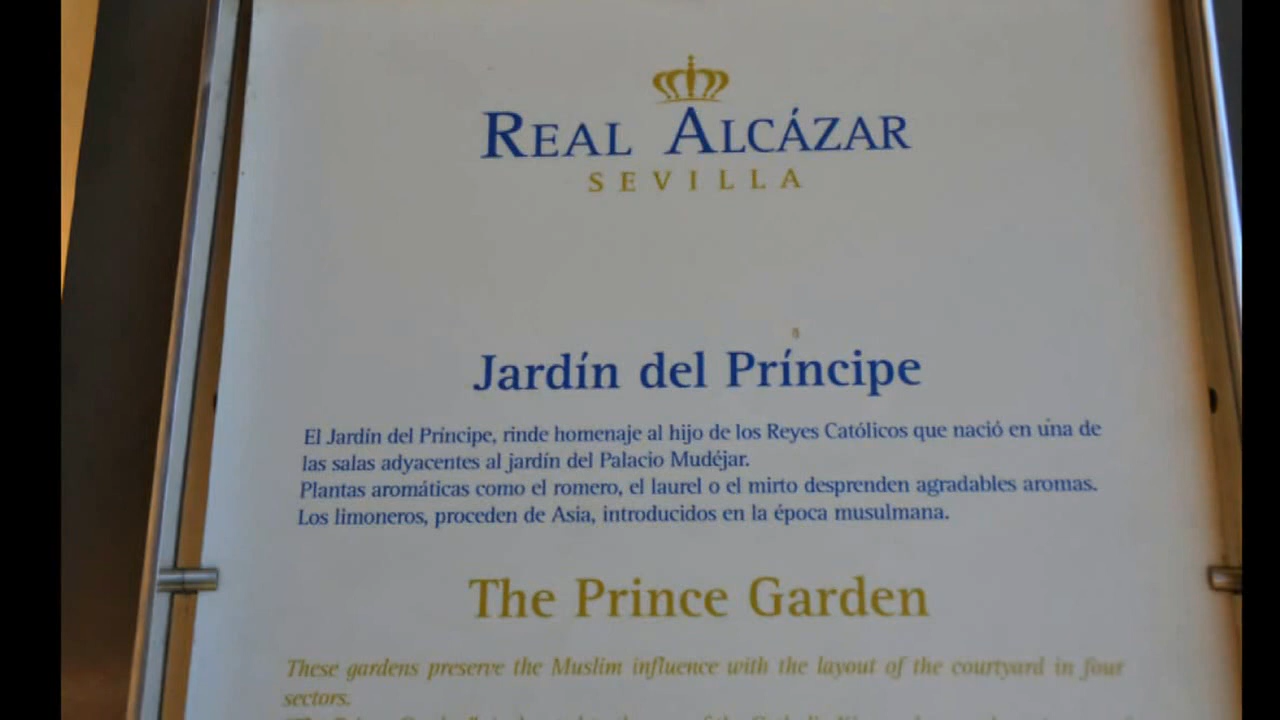 REAL ALCÁZAR
SEVILLA
Jardín del Príncipe
El Jardín del Príncipe, rinde homenaje al hijo de los Reyes Católicos que nació en una de
las salas adyacentes al jardín del Palacio Mudéjar.
Plantas aromáticas como el romero, el laurel o el mirto desprenden agradables aromas.
Los limoneros, proceden de Asia, introducidos en la época musulmana.
The Prince Garden
These gardens preserve the Muslim influence with the layout of the courtyard in four
sectors.